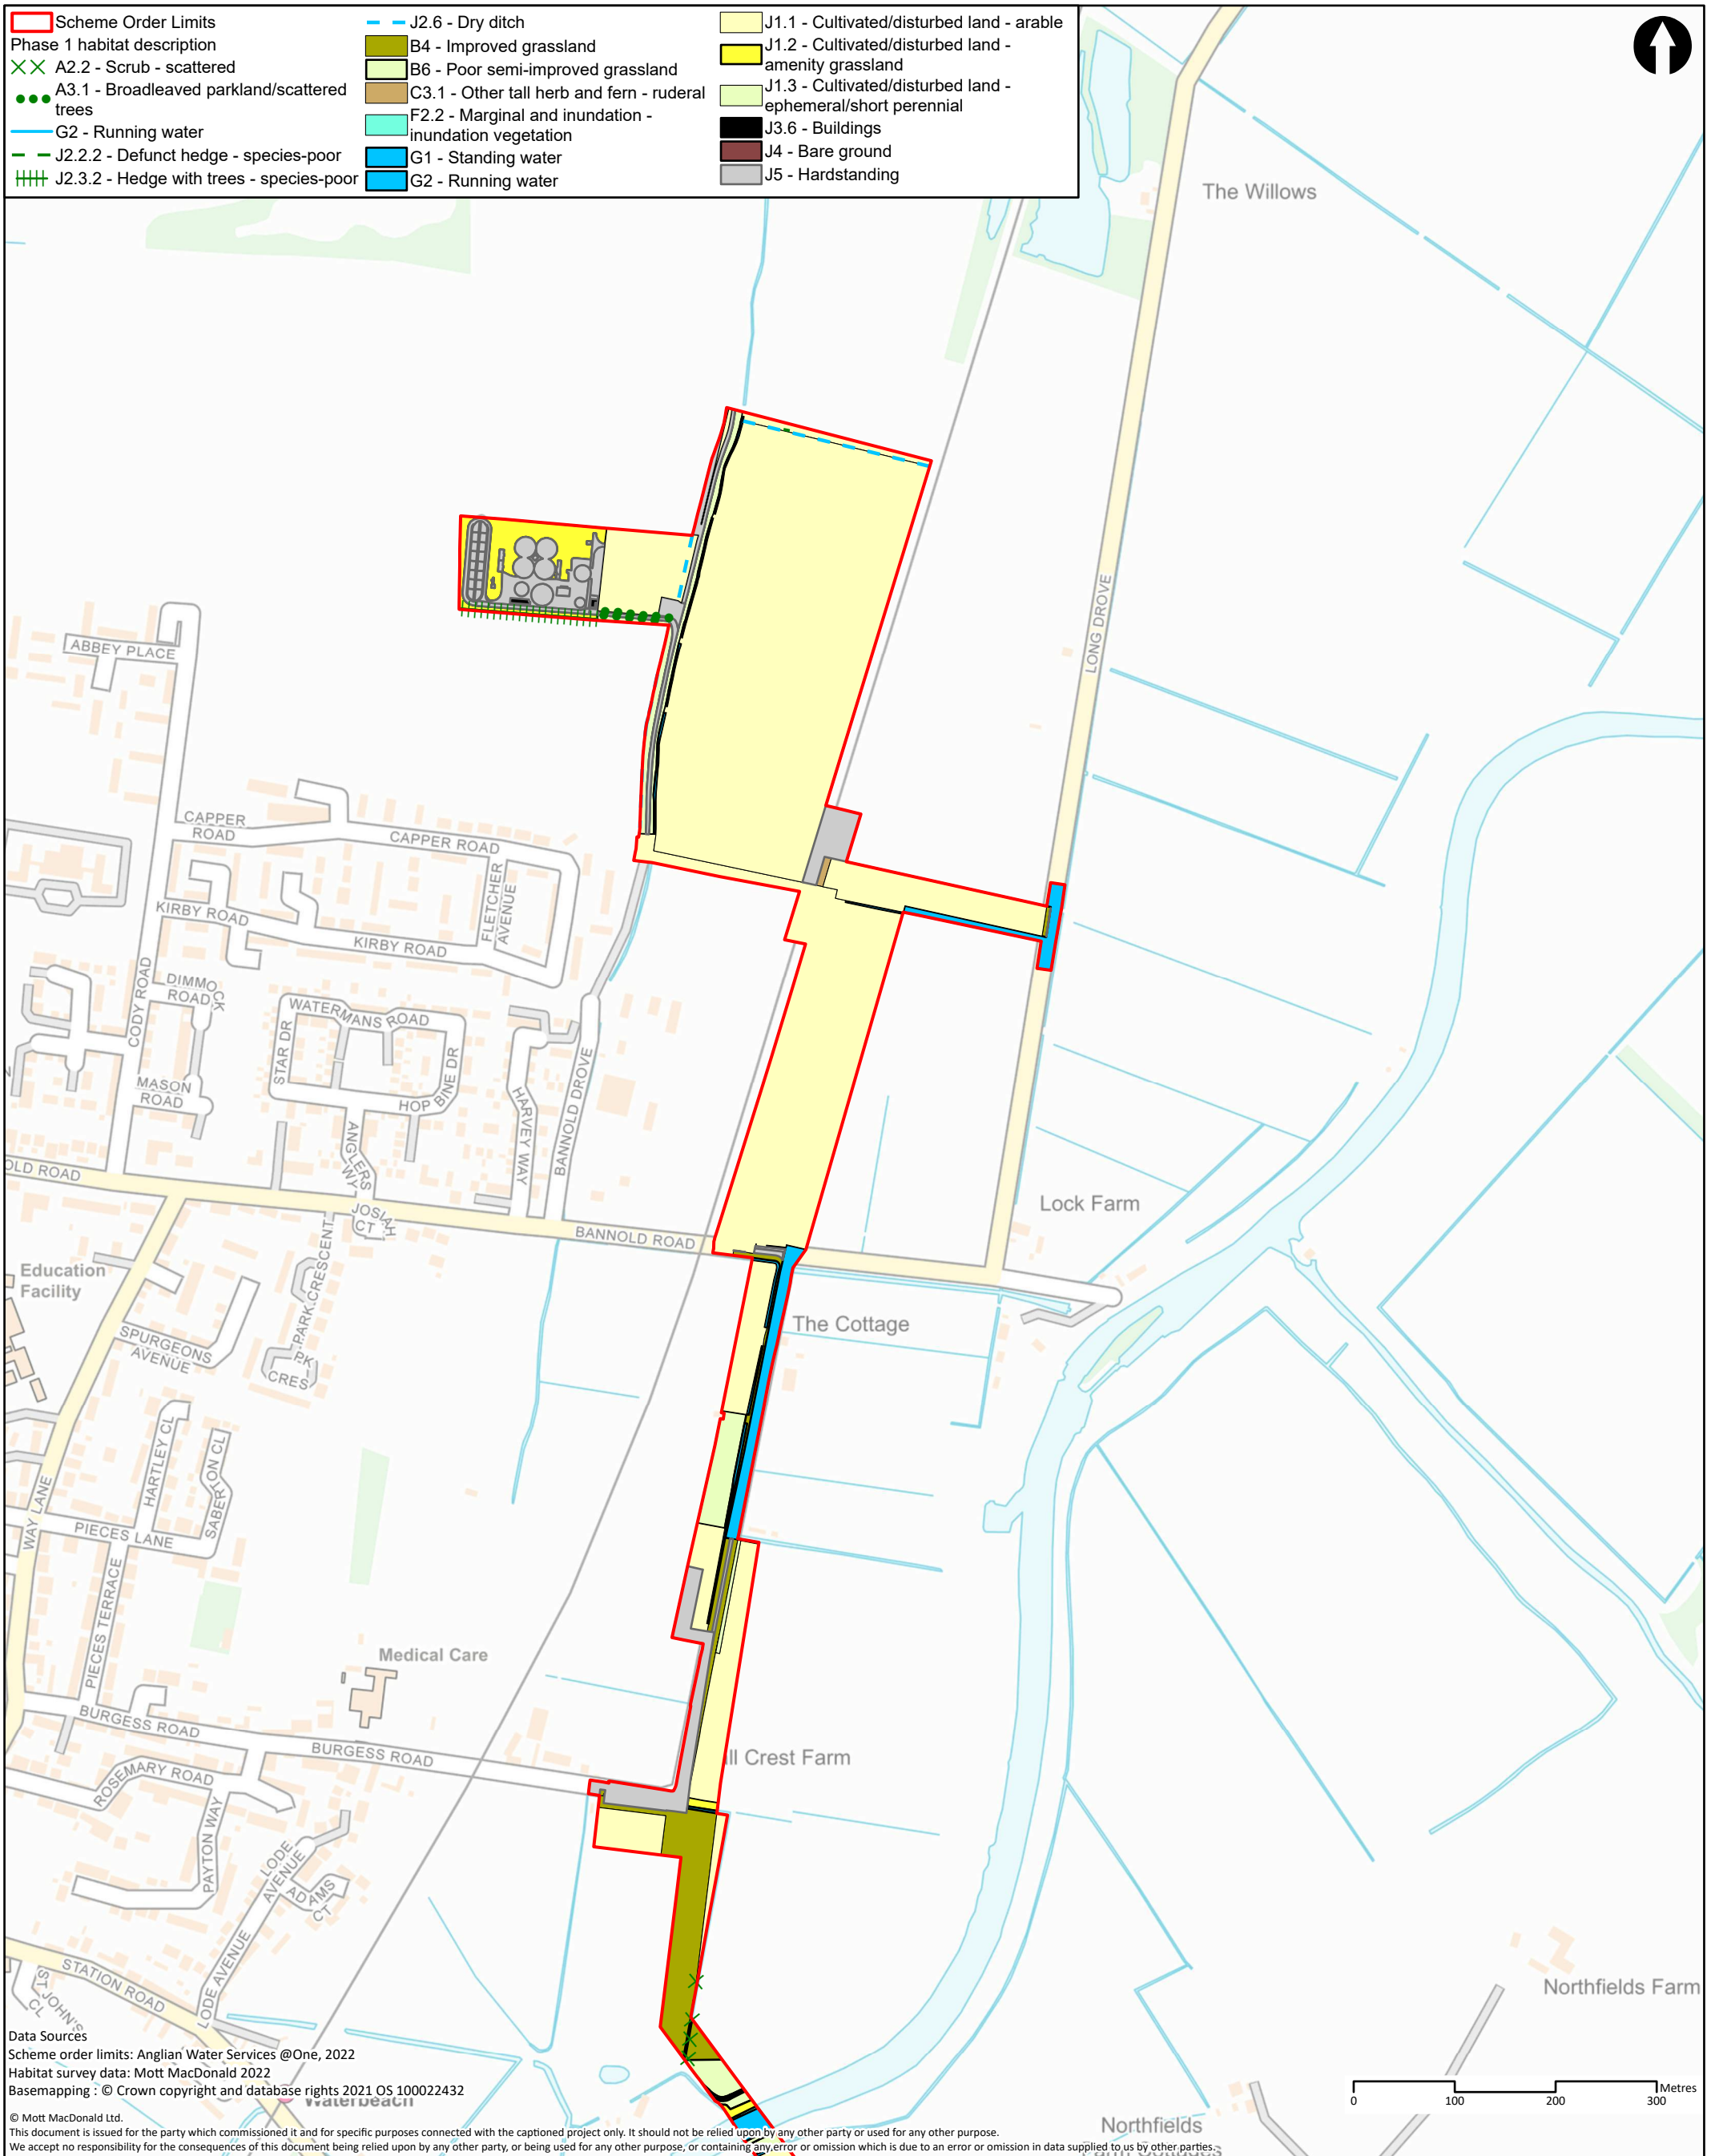 Scheme Order Limits
Phase 1 habitat description
A2.2 - Scrub - scattered
A3.1 - Broadleaved parkland/scattered
trees
G2 - Running water
J2.2.2 - Defunct hedge - species-poor
J2.3.2 - Hedge with trees - species-poor
J2.6 - Dry ditch
B4 - Improved grassland
B6 - Poor semi-improved grassland
C3.1 - Other tall herb and fern - ruderal
F2.2 - Marginal and inundation -
inundation vegetation
G1 - Standing water
G2 - Running water
J1.1 - Cultivated/disturbed land - arable
J1.2 - Cultivated/disturbed land -
amenity grassland
J1.3 - Cultivated/disturbed land -
ephemeral/short perennial
J3.6 - Buildings
J4 - Bare ground
J5 - Hardstanding
The Willows
LONG DROVE
ABBEY PLACE
CAPPER
ROAD
CAPPER ROAD
FLETCHER
AVENUE
KIRBY ROAD
KIRBY ROAD
CODY ROAD
DIMMOCK
ROAD
WATERMANS ROAD
STAR DR
HOP BINE DR
MASON
ROAD
ANGLERS
WY
HARVEY WAY
BANNOLD DROVE
OLD ROAD
JOSIAH
CT
BANNOLD ROAD
Lock Farm
Education
Facility
PARK CRESCENT
PK
CRES
SPURGEONS
AVENUE
The Cottage
HARTLEY CL
SABERTON CL
WAY LANE
PIECES LANE
PIECES TERRACE
Medical Care
BURGESS ROAD
BURGESS ROAD
ll Crest Farm
ROSEMARY ROAD
PAYTON WAY
LODE
AVENUE
ADAMS
CT
LODE AVENUE
STATION ROAD
ST JOHN'S
CL
Northfields Farm
Data Sources
Scheme order limits: Anglian Water Services @One, 2022
Habitat survey data: Mott MacDonald 2022
Basemapping : © Crown copyright and database rights 2021 OS 100022432
Waterbeach
0 100 200 300 Metres
© Mott MacDonald Ltd.
Northfields
Farm Cottages
This document is issued for the party which commissioned it and for specific purposes connected with the captioned project only. It should not be relied upon by any other party or used for any other purpose.
We accept no responsibility for the consequences of this document being relied upon by any other party, or being used for any other purpose, or containing any error or omission which is due to an error or omission in data supplied to us by other parties.